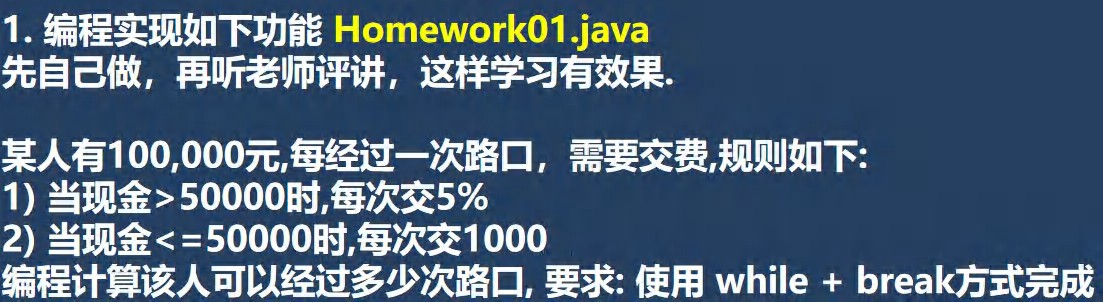 1. 编程实现如下功能 Homework01.java
先自己做，再听老师评讲，这样学习有效果.
某人有100,000元,每经过一次路口，需要交费,规则如下:
1) 当现金>50000时,每次交5%
2) 当现金<=50000时,每次交1000
编程计算该人可以经过多少次路口, 要求: 使用 while + break方式完成